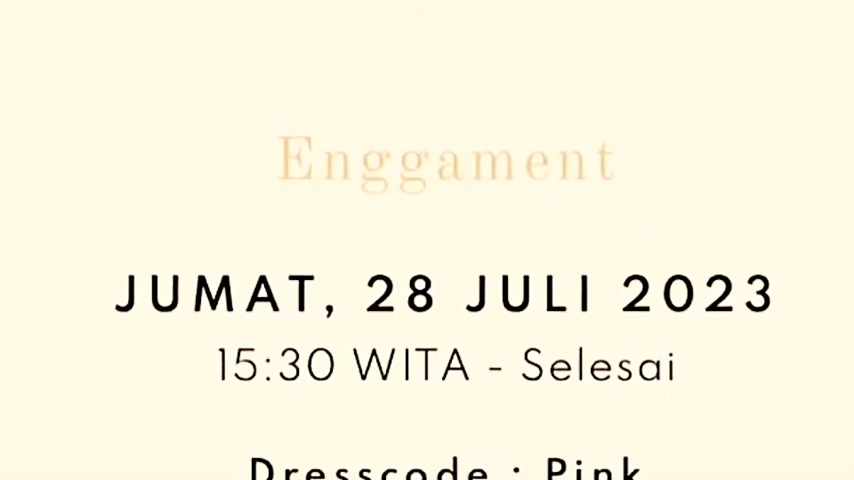 Enggament
JUMAT, 28 JULI 2023
15:30 WITA - Selesai
Dresscode : Pink